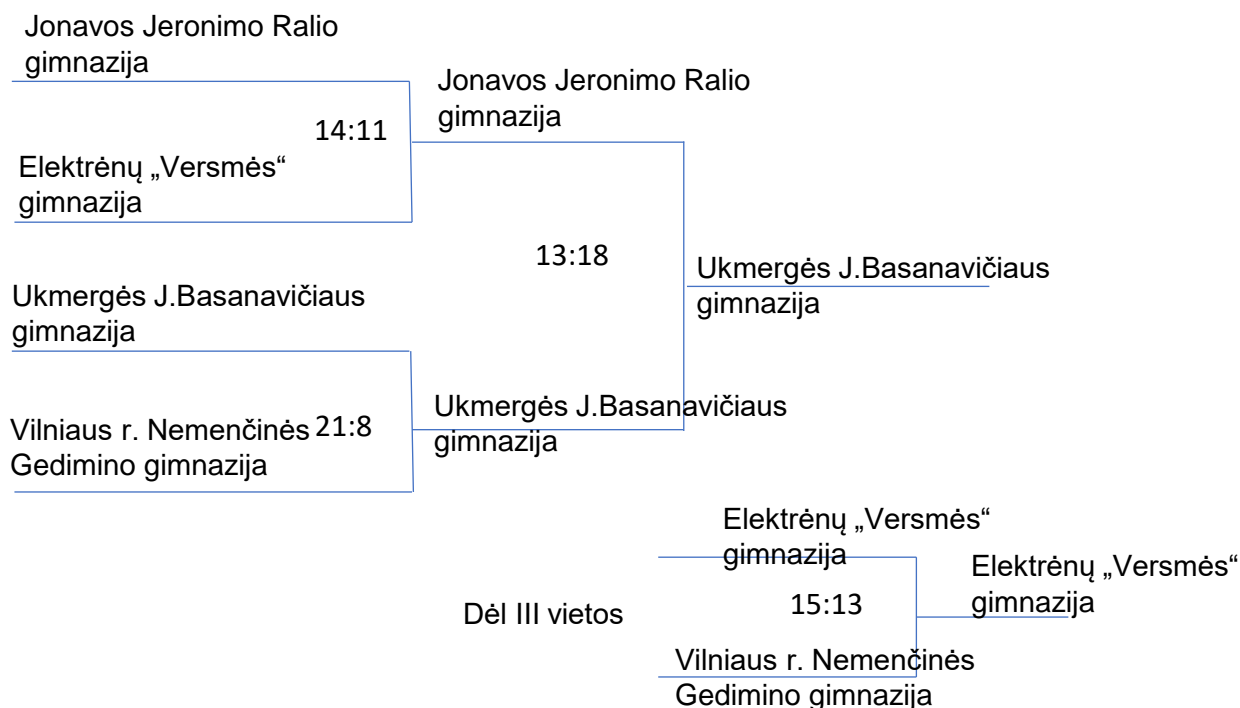 Jonavos Jeronimo Ralio
gimnazija
Jonavos Jeronimo Ralio
gimnazija
14:11
Elektrėnų „Versmės“
gimnazija
13:18
Ukmergės J.Basanavičiaus
gimnazija
Ukmergės J.Basanavičiaus
gimnazija
Ukmergės J.Basanavičiaus
gimnazija
Vilniaus r. Nemenčinės 21:8
Gedimino gimnazija
Elektrėnų „Versmės“
gimnazija
Elektrėnų „Versmės“
gimnazija
Dėl III vietos
15:13
Vilniaus r. Nemenčinės
Gedimino gimnazija